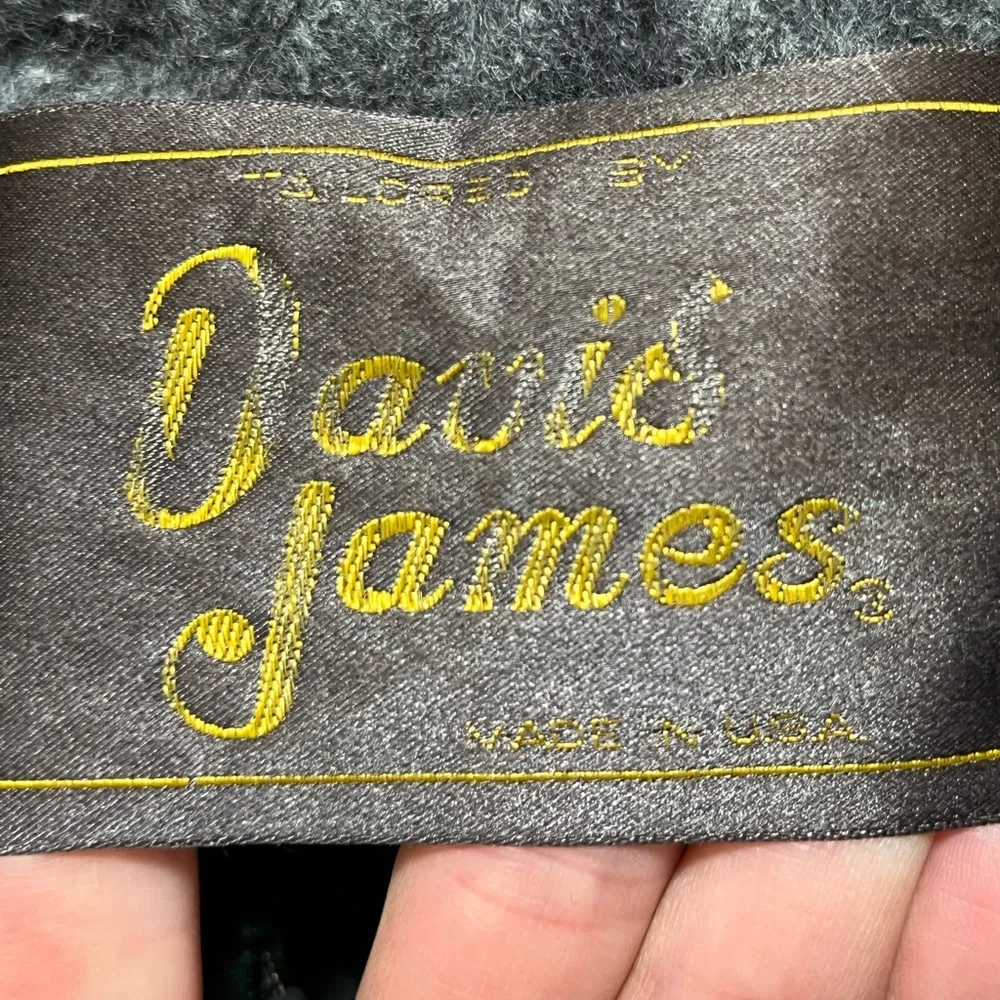 TAILORED BY
David
James ®
MADE IN U.S.A.